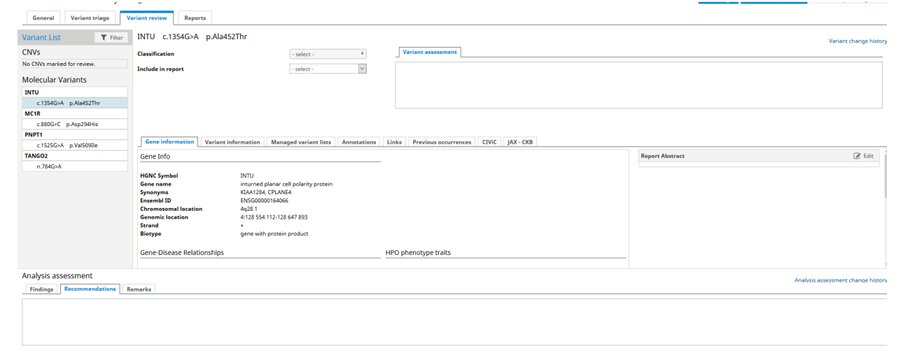 General Variant triage Variant review Reports
Variant List Filter
CNVs
No CNVs marked for review.
Molecular Variants
INTU
c.1354G>A p.Ala452Thr
MC1R
c.880G>C p.Asp294His
PNPT1
c.1525G>A p.Val509Ile
TANGO2
n.784G>A
INTU c.1354G>A p.Ala452Thr
Variant change history
Classification - select -
Include in report - select -
Variant assessment
Gene information Variant information Managed variant lists Annotations Links Previous occurrences CIViC JAX - CKB
Gene Info
HGNC Symbol INTU
Gene name inturned planar cell polarity protein
Synonyms KIAA1284, CPLANE4
Ensembl ID ENSG00000164066
Chromosomal location 4q28.1
Genomic location 4:128 554 112-128 647 893
Strand +
Biotype gene with protein product
Gene-Disease Relationships HPO phenotype traits
Report Abstract Edit
Analysis assessment
Analysis assessment change history
Findings Recommendations Remarks